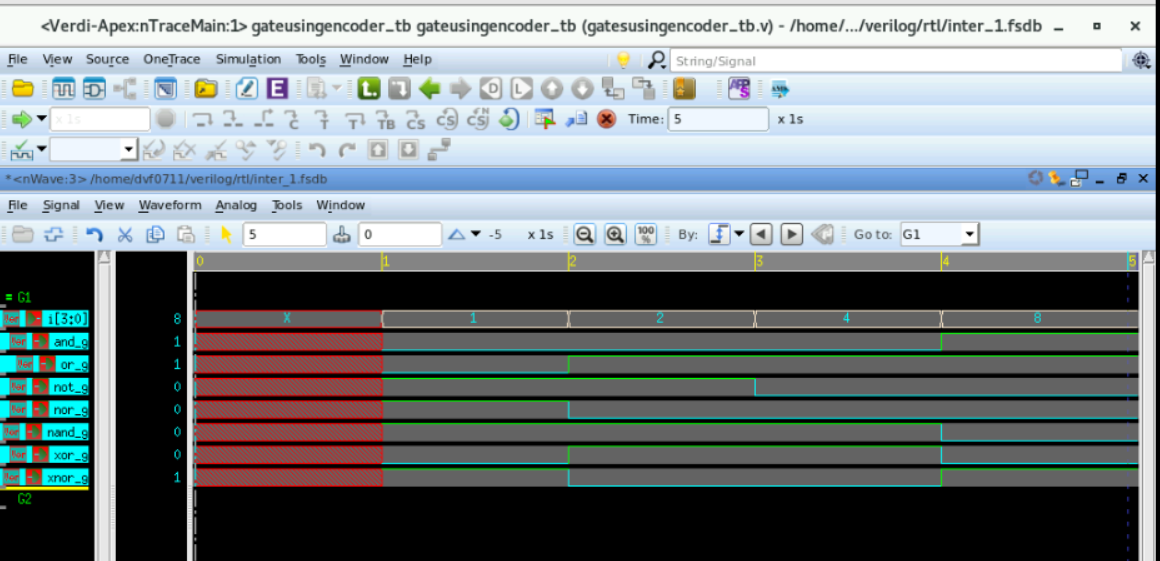 <Verdi-Apex:nTraceMain:1> gateusingencoder_tb gateusingencoder_tb (gatesusingencoder_tb.v) - /home/.../verilog/rtl/inter_1.fsdb
File View Source OneTrace Simulation Tools Window Help String/Signal
x 1s Time: 5 x 1s
*<nWave:3> /home/dvf0711/verilog/rtl/inter_1.fsdb
File Signal View Waveform Analog Tools Window
5 0 -5 x 1s 100 % By: Go to: G1
0 1 2 3 4 5
= G1
i[3:0] 8 X 1 2 4 8
and_g 1
or_g 1
not_g 0
nor_g 0
nand_g 0
xor_g 0
xnor_g 1
G2